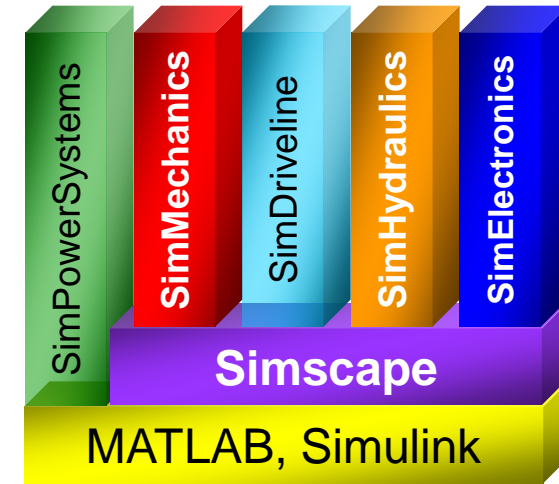 SimPowerSystems
SimMechanics
SimDriveline
SimHydraulics
SimElectronics
Simscape
MATLAB, Simulink